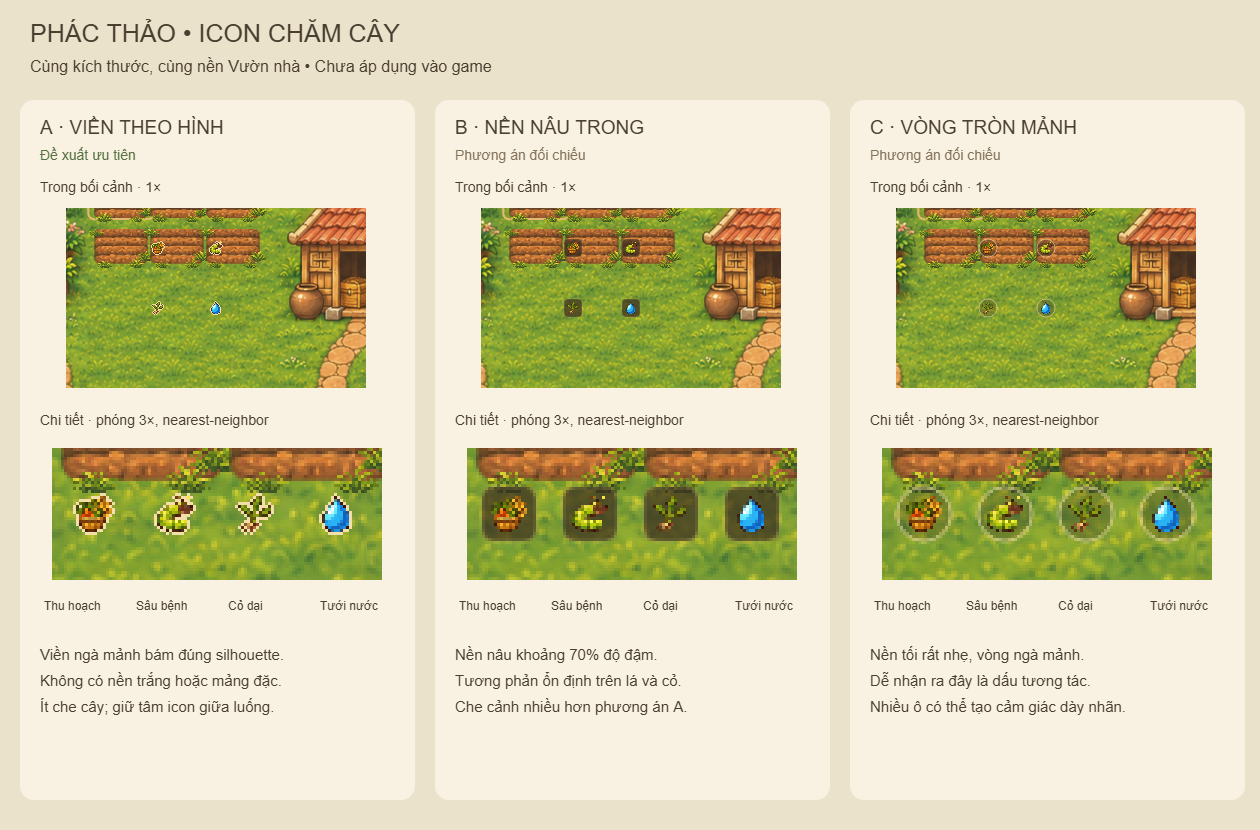 PHÁC THẢO • ICON CHĂM CÂY
Cùng kích thước, cùng nền Vườn nhà • Chưa áp dụng vào game
A · VIỀN THEO HÌNH
Đề xuất ưu tiên
Trong bối cảnh · 1×
Chi tiết · phóng 3×, nearest-neighbor
Thu hoạch Sâu bệnh Cỏ dại Tưới nước
Viền ngà mảnh bám đúng silhouette.
Không có nền trắng hoặc mảng đặc.
Ít che cây; giữ tâm icon giữa luống.
B · NỀN NÂU TRONG
Phương án đối chiếu
Trong bối cảnh · 1×
Chi tiết · phóng 3×, nearest-neighbor
Thu hoạch Sâu bệnh Cỏ dại Tưới nước
Nền nâu khoảng 70% độ đậm.
Tương phản ổn định trên lá và cỏ.
Che cảnh nhiều hơn phương án A.
C · VÒNG TRÒN MẢNH
Phương án đối chiếu
Trong bối cảnh · 1×
Chi tiết · phóng 3×, nearest-neighbor
Thu hoạch Sâu bệnh Cỏ dại Tưới nước
Nền tối rất nhẹ, vòng ngà mảnh.
Dễ nhận ra đây là dấu tương tác.
Nhiều ô có thể tạo cảm giác dày nhãn.